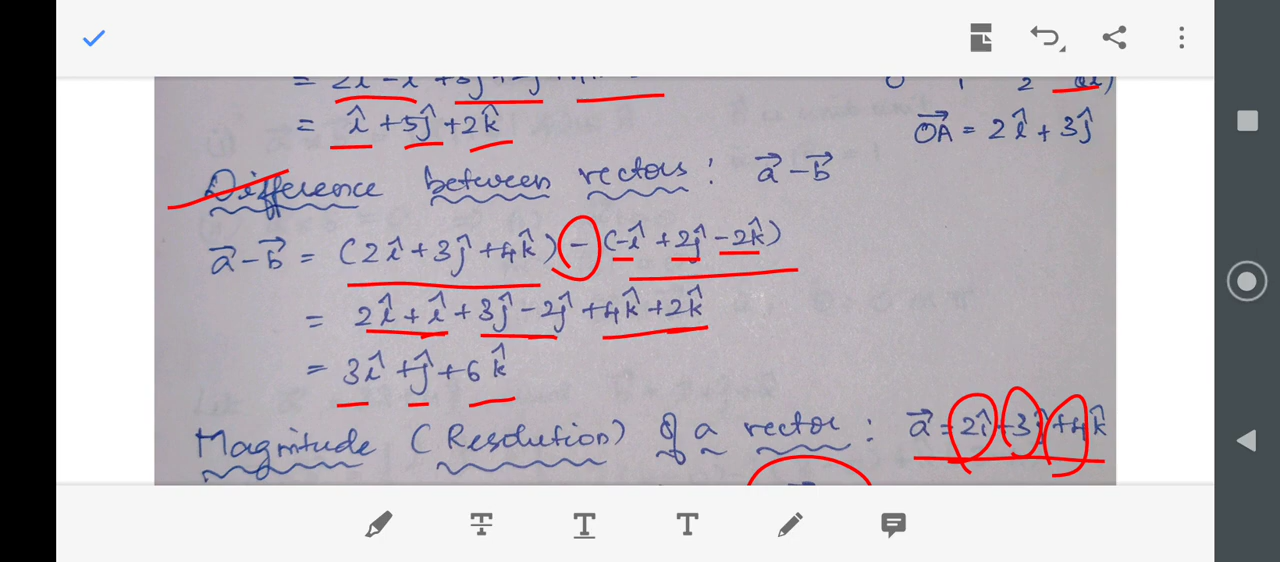 = î + 5ĵ + 2k̂
OA⃗ = 2î + 3ĵ
Difference between vectors : a⃗ - b⃗
a⃗ - b⃗ = (2î + 3ĵ + 4k̂) - (-î + 2ĵ - 2k̂)
= 2î + î + 3ĵ - 2ĵ + 4k̂ + 2k̂
= 3î + ĵ + 6k̂
Magnitude (Resolution) of a vector : a⃗ = 2î + 3ĵ + 4k̂